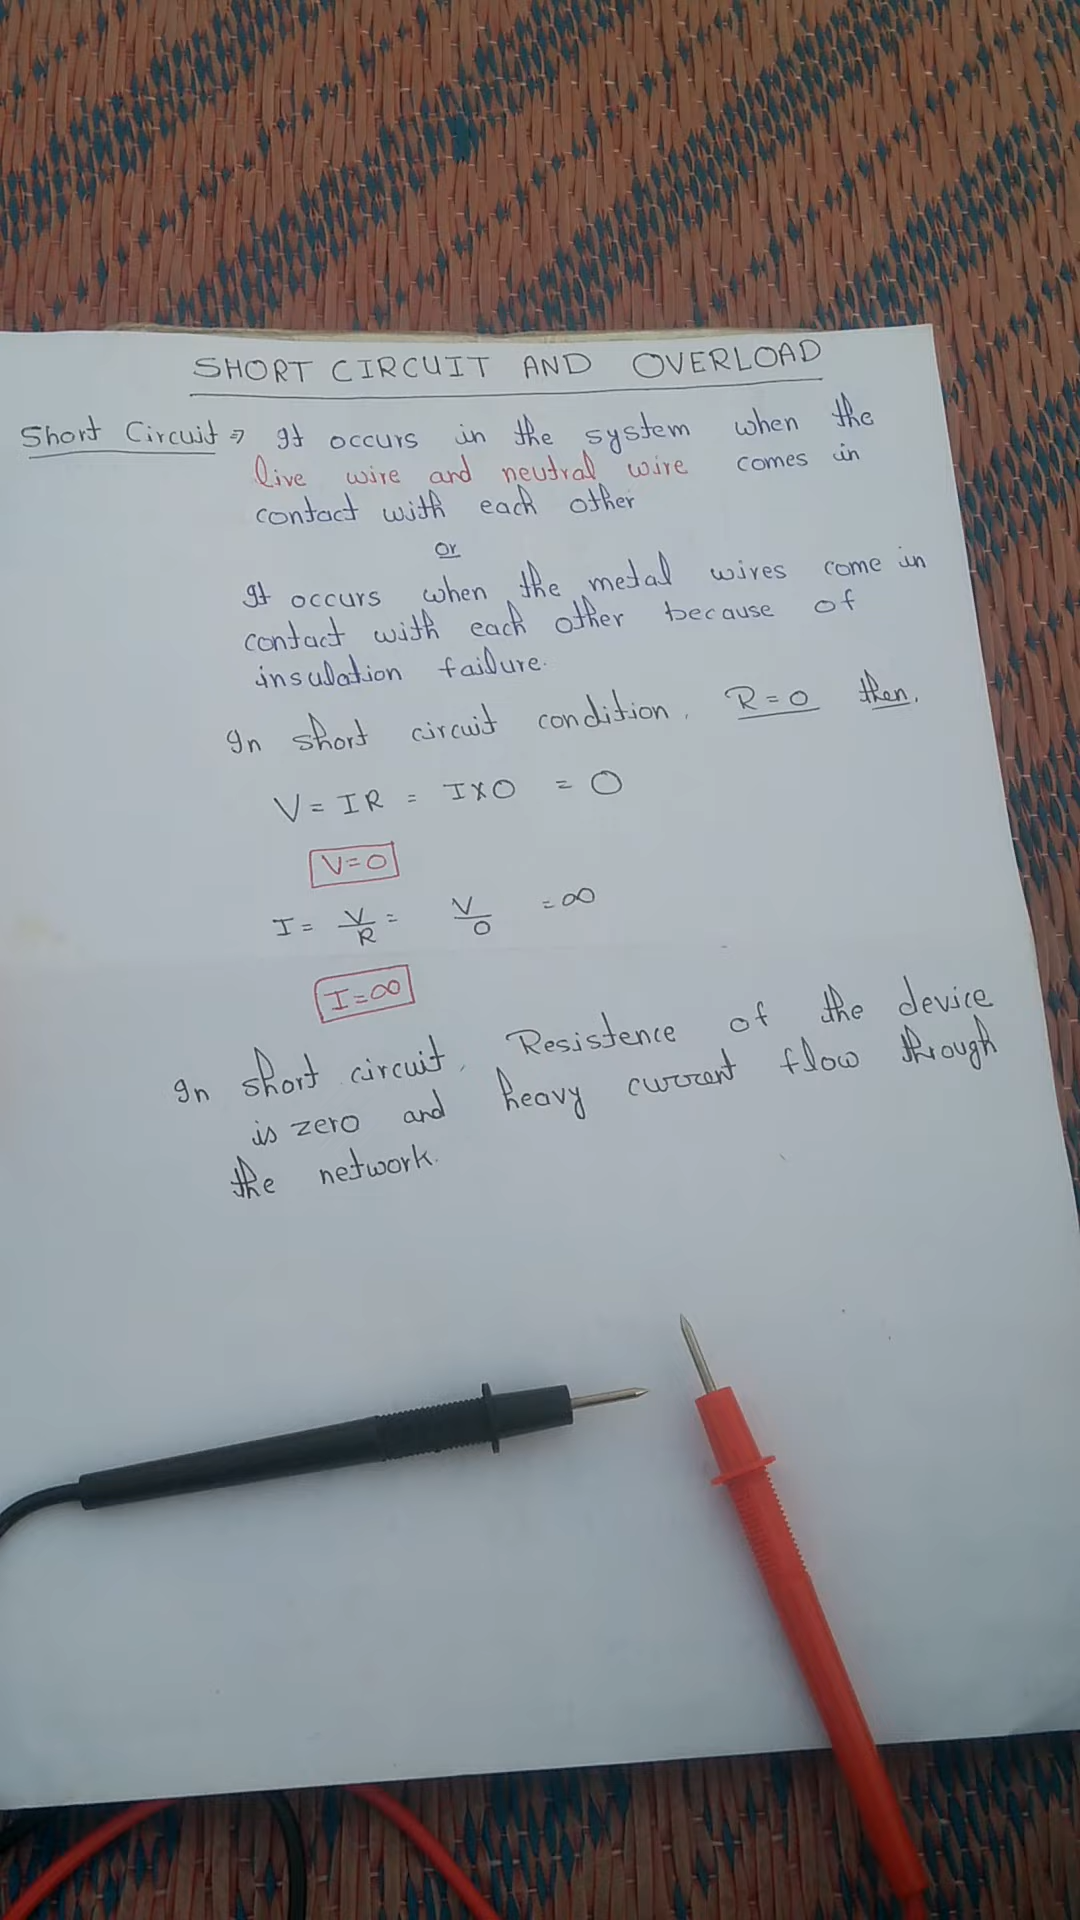 SHORT CIRCUIT AND OVERLOAD
Short Circuit ⇒ It occurs in the system when the
live wire and neutral wire comes in
contact with each other
or
It occurs when the metal wires come in
contact with each other because of
insulation failure.
In short circuit condition, R=0 then,
V = IR = I×0 = 0
V=0
I = V/R = V/0 = ∞
I=∞
In short circuit, Resistence of the device
is zero and heavy current flow through
the network.